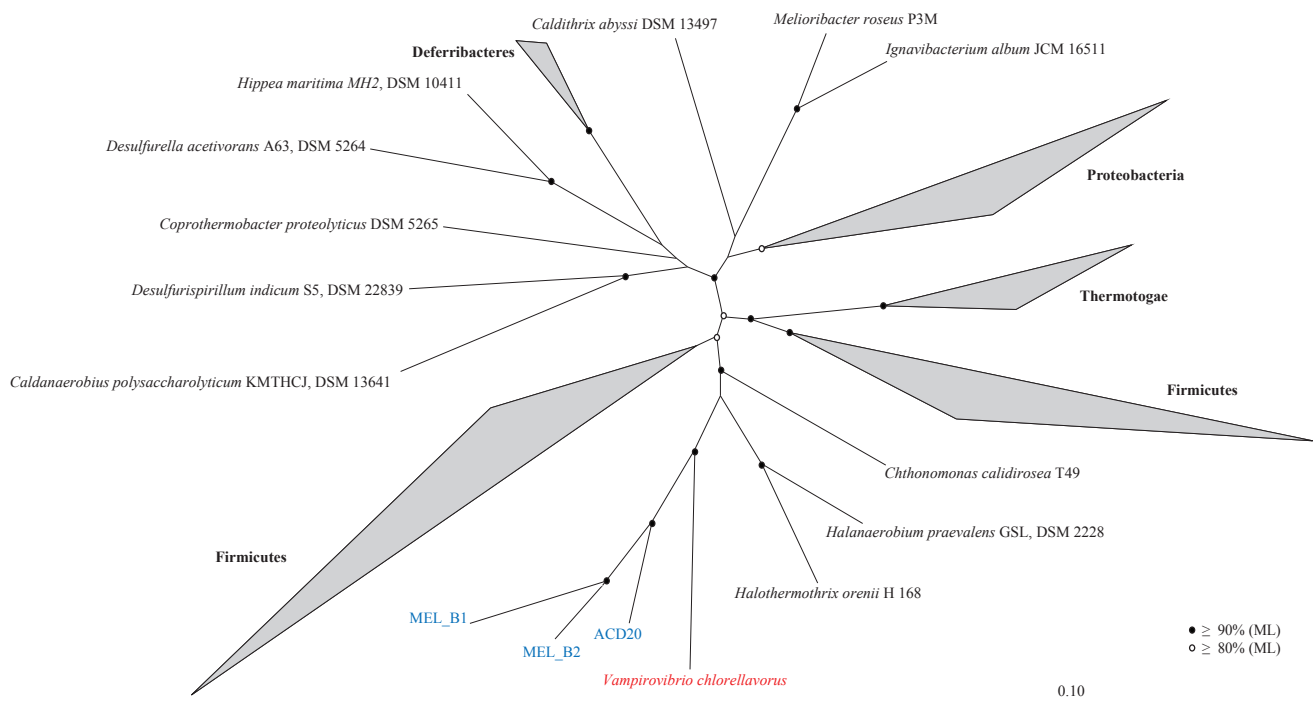 Caldithrix abyssi DSM 13497
Melioribacter roseus P3M
Deferribacteres
Ignavibacterium album JCM 16511
Hippea maritima MH2, DSM 10411
Desulfurella acetivorans A63, DSM 5264
Proteobacteria
Coprothermobacter proteolyticus DSM 5265
Desulfurispirillum indicum S5, DSM 22839
Thermotogae
Caldanaerobius polysaccharolyticum KMTHCJ, DSM 13641
Firmicutes
Chthonomonas calidirosea T49
Halanaerobium praevalens GSL, DSM 2228
Firmicutes
Halothermothrix orenii H 168
MEL_B1
ACD20
MEL_B2
Vampirovibrio chlorellavorus
≥ 90% (ML)
≥ 80% (ML)
0.10